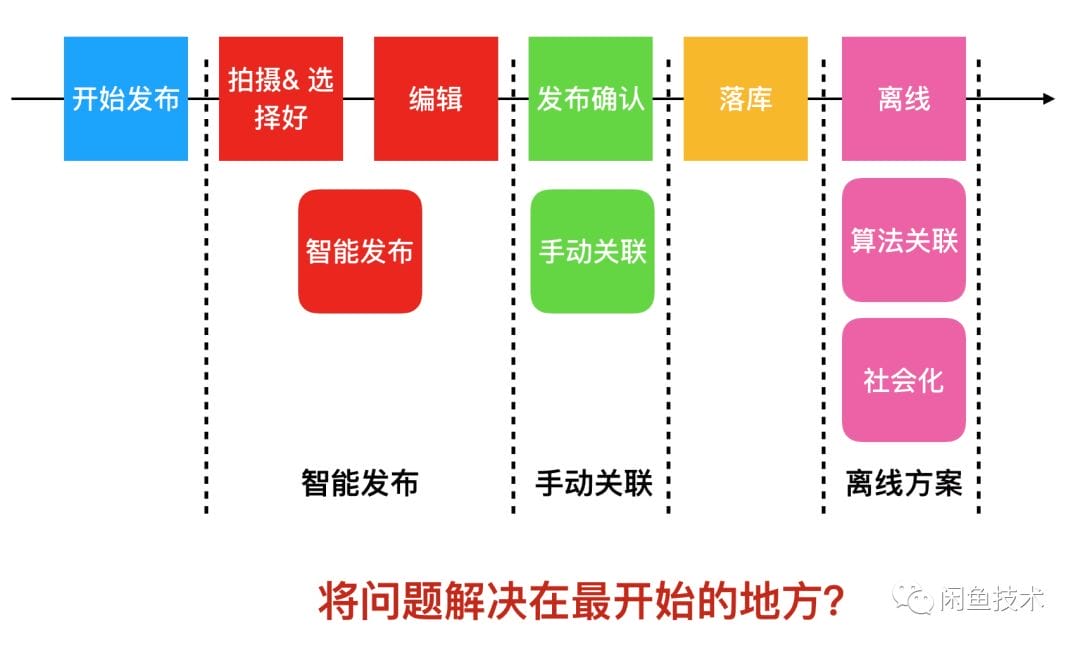 开始发布
拍摄& 选
择好
编辑
发布确认
落库
离线
智能发布
手动关联
算法关联
社会化
智能发布
手动关联
离线方案
将问题解决在最开始的地方?
闲鱼技术